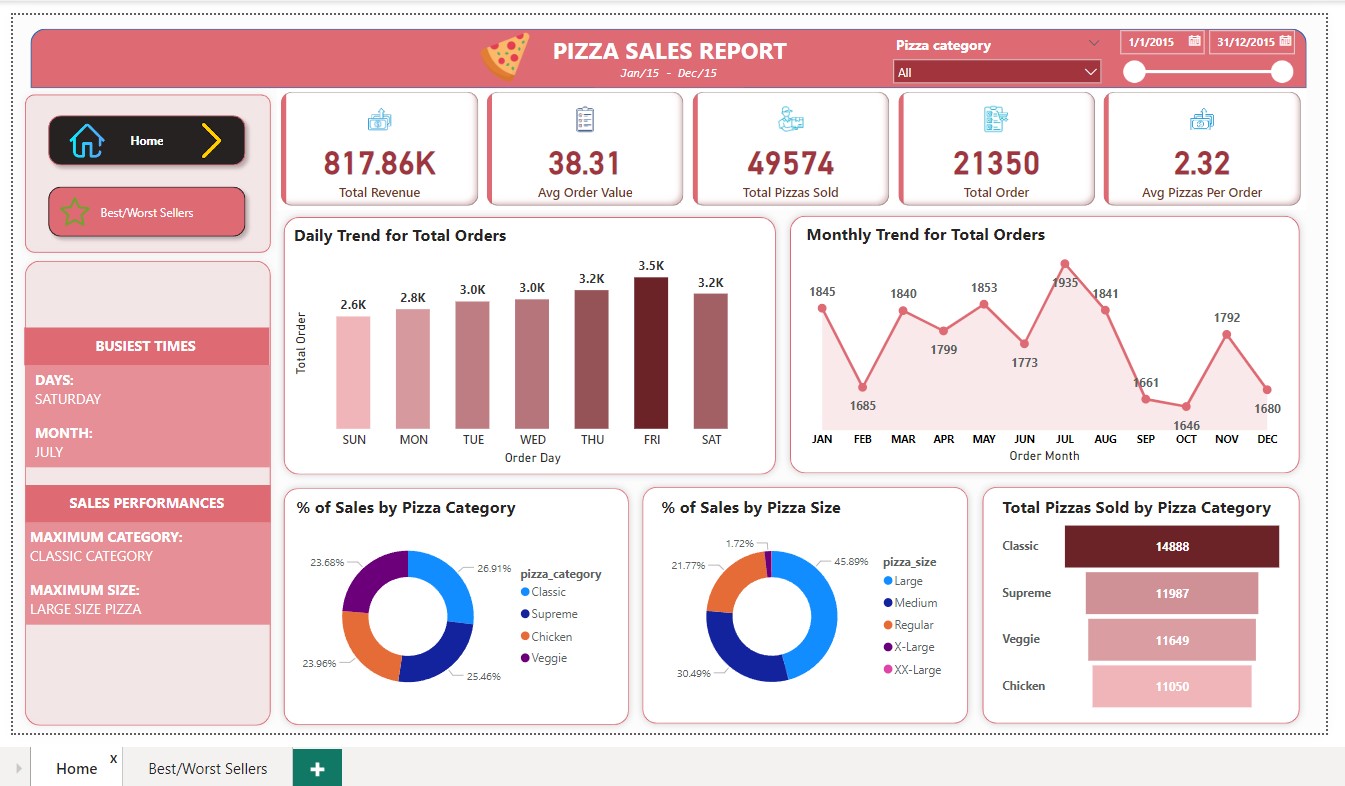 PIZZA SALES REPORT
Jan/15 - Dec/15
Pizza category
All
1/1/2015
31/12/2015
Home
Best/Worst Sellers
817.86K
Total Revenue
38.31
Avg Order Value
49574
Total Pizzas Sold
21350
Total Order
2.32
Avg Pizzas Per Order
BUSIEST TIMES
DAYS:
SATURDAY
MONTH:
JULY
SALES PERFORMANCES
MAXIMUM CATEGORY:
CLASSIC CATEGORY
MAXIMUM SIZE:
LARGE SIZE PIZZA
Daily Trend for Total Orders
Total Order
2.6K
2.8K
3.0K
3.0K
3.2K
3.5K
3.2K
SUN MON TUE WED THU FRI SAT
Order Day
Monthly Trend for Total Orders
1845
1685
1840
1799
1853
1773
1935
1841
1661
1646
1792
1680
JAN FEB MAR APR MAY JUN JUL AUG SEP OCT NOV DEC
Order Month
% of Sales by Pizza Category
23.68%
26.91%
23.96%
25.46%
pizza_category
Classic
Supreme
Chicken
Veggie
% of Sales by Pizza Size
1.72%
21.77%
45.89%
30.49%
pizza_size
Large
Medium
Regular
X-Large
XX-Large
Total Pizzas Sold by Pizza Category
Classic 14888
Supreme 11987
Veggie 11649
Chicken 11050
Home x
Best/Worst Sellers
+